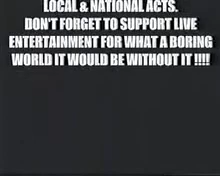 LOCAL & NATIONAL ACTS.
DON'T FORGET TO SUPPORT LIVE
ENTERTAINMENT FOR WHAT A BORING
WORLD IT WOULD BE WITHOUT IT !!!!